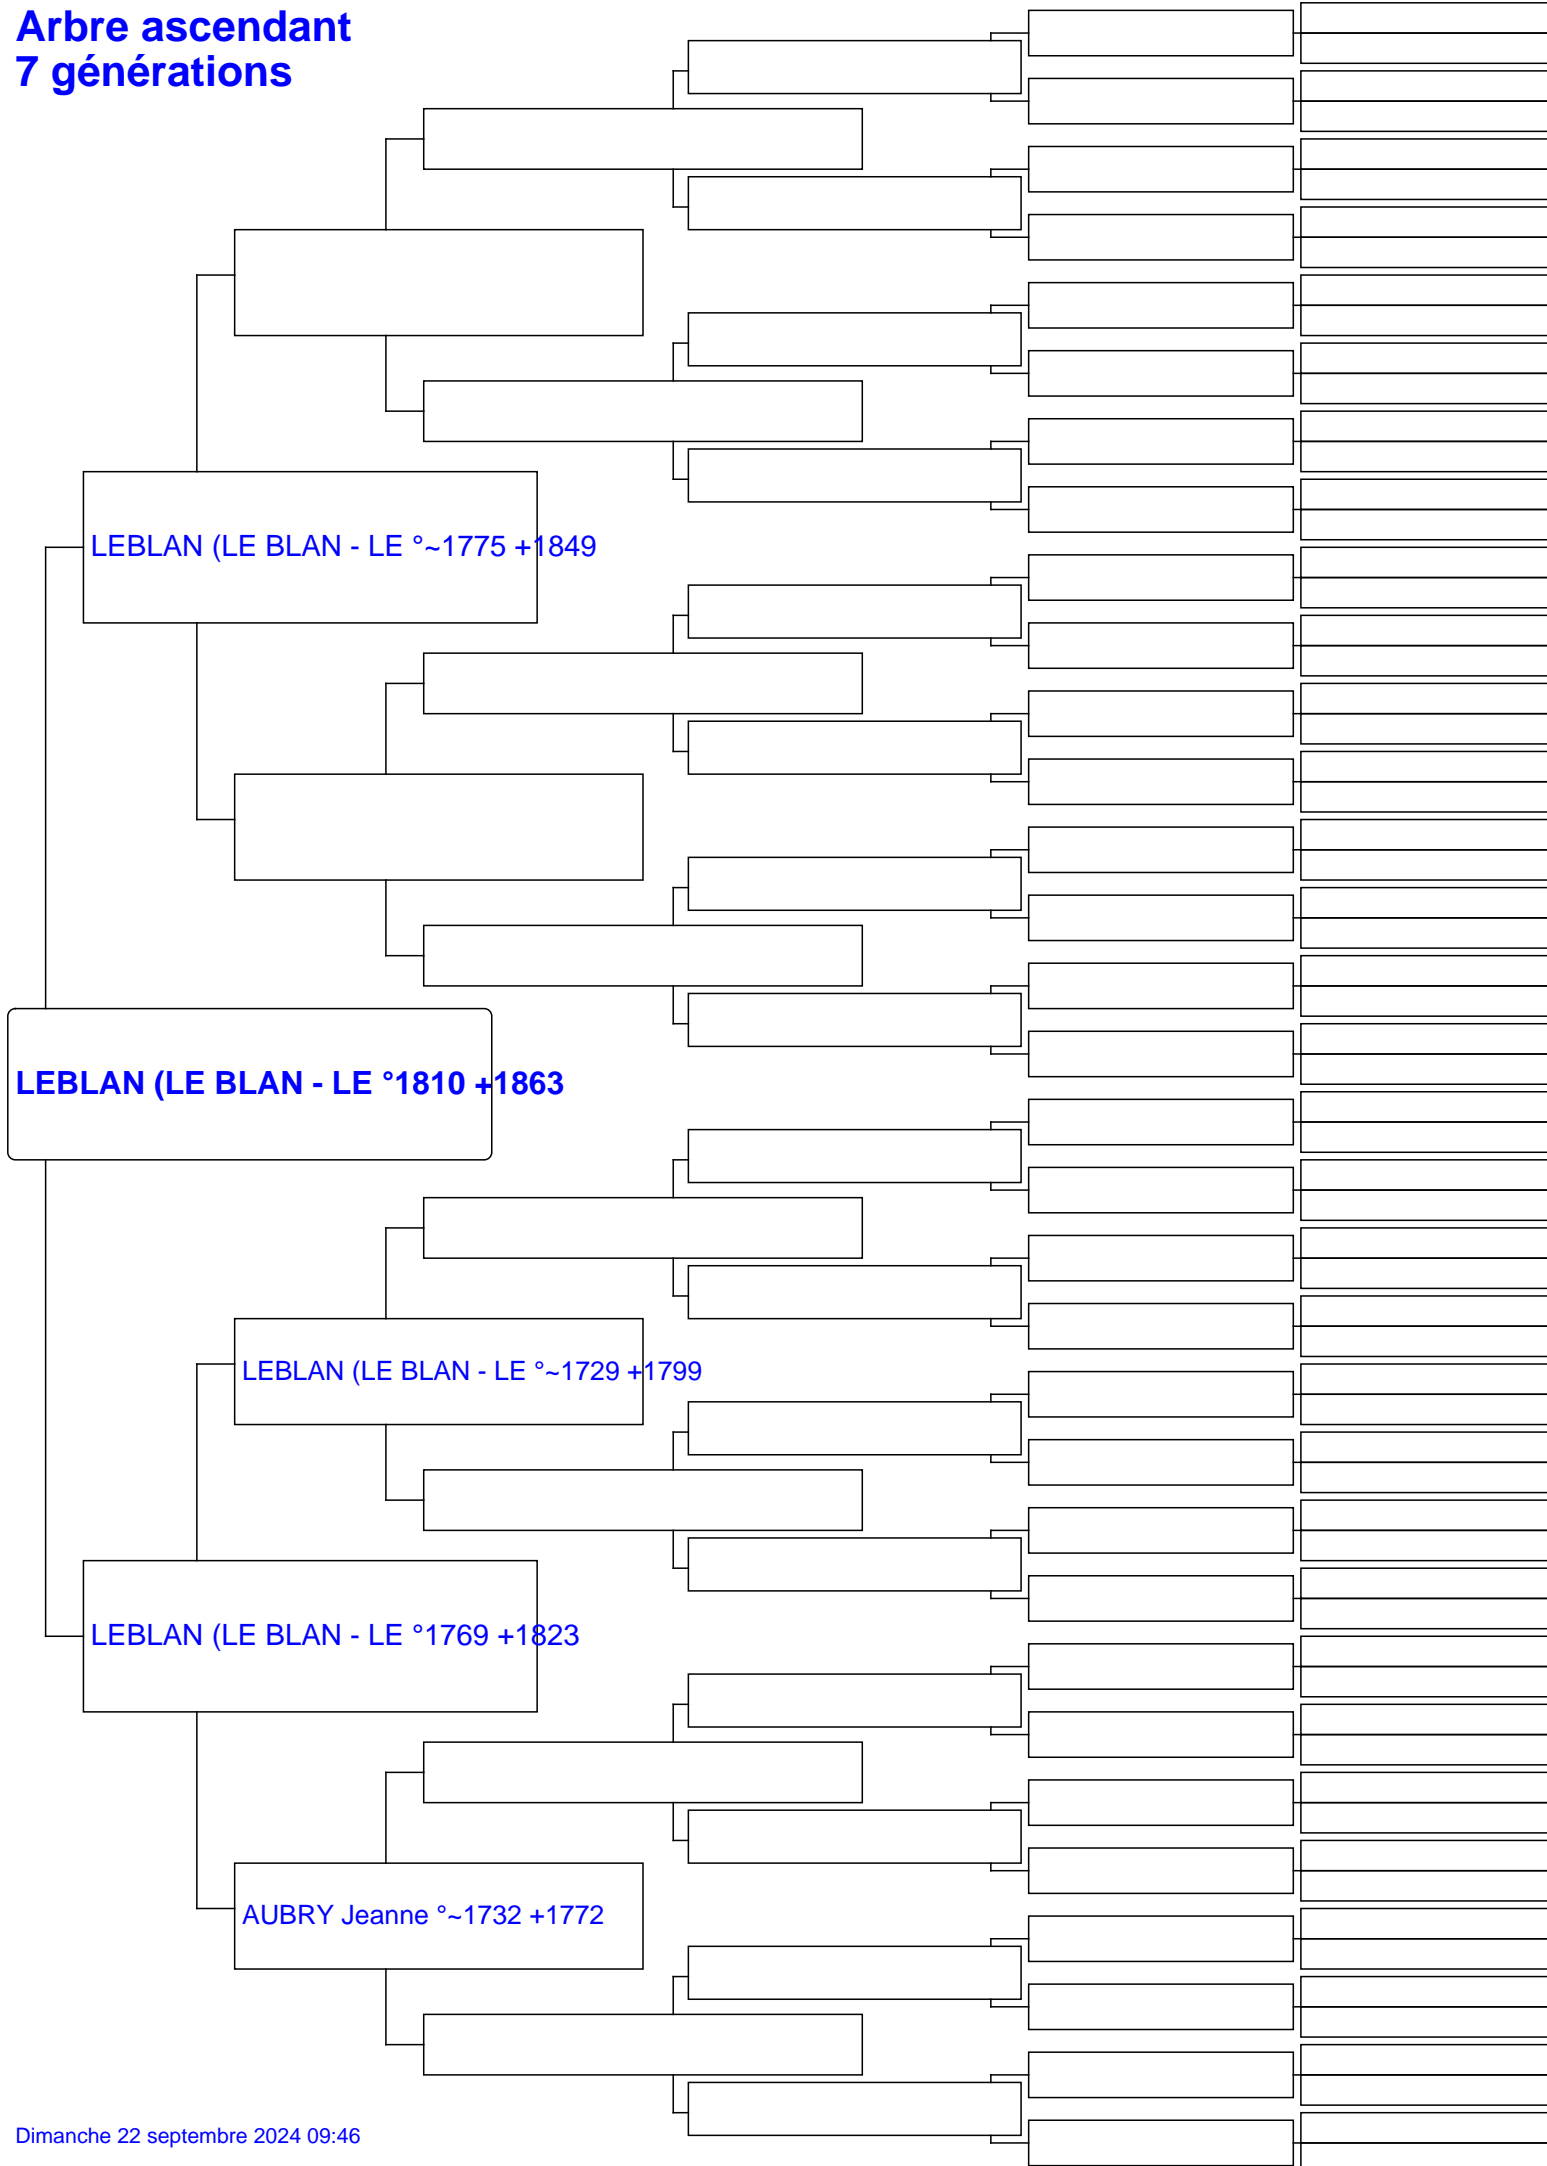 Arbre ascendant
7 générations
LEBLAN (LE BLAN - LE °~1775 +1849
LEBLAN (LE BLAN - LE °1810 +1863
LEBLAN (LE BLAN - LE °~1729 +1799
LEBLAN (LE BLAN - LE °1769 +1823
AUBRY Jeanne °~1732 +1772
Dimanche 22 septembre 2024 09:46